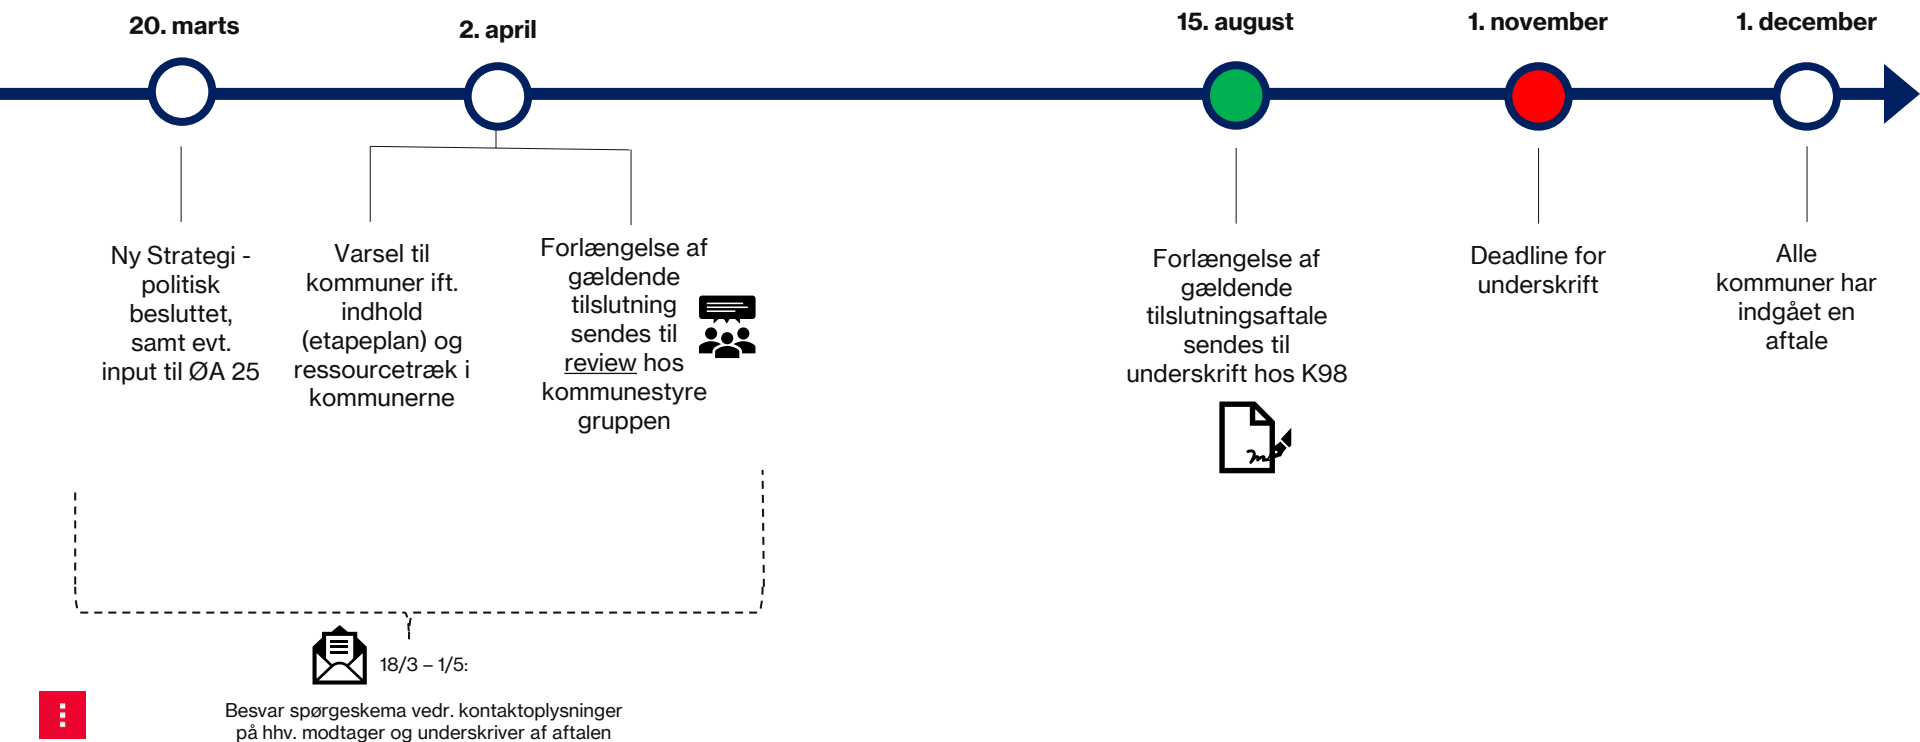 20. marts
2. april
15. august
1. november
1. december
Ny Strategi -
politisk
besluttet,
samt evt.
input til ØA 25
Varsel til
kommuner ift.
indhold
(etapeplan) og
ressourcetræk i
kommunerne
Forlængelse af
gældende
tilslutning
sendes til
review hos
kommunestyre
gruppen
Forlængelse af
gældende
tilslutningsaftale
sendes til
underskrift hos K98
Deadline for
underskrift
Alle
kommuner har
indgået en
aftale
18/3 – 1/5:
Besvar spørgeskema vedr. kontaktoplysninger
på hhv. modtager og underskriver af aftalen